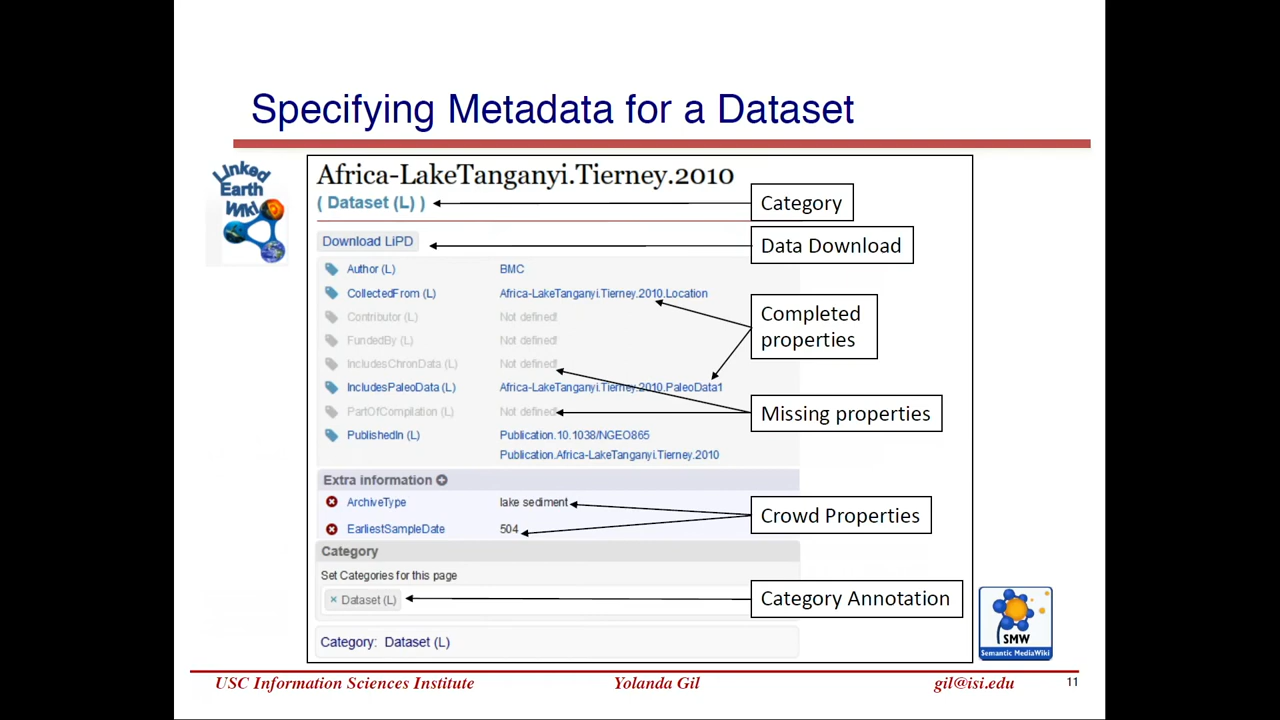 Specifying Metadata for a Dataset
Linked
Earth
Wiki
Africa-LakeTanganyi.Tierney.2010
( Dataset (L) )
Category
Download LiPD
Data Download
Author (L) BMC
CollectedFrom (L) Africa-LakeTanganyi.Tierney.2010.Location
Contributor (L) Not defined!
FundedBy (L) Not defined!
Completed
properties
IncludesChronData (L) Not defined!
IncludesPaleoData (L) Africa-LakeTanganyi.Tierney.2010.PaleoData1
PartOfCompilation (L) Not defined!
Missing properties
PublishedIn (L) Publication.10.1038/NGEO865
Publication.Africa-LakeTanganyi.Tierney.2010
Extra information
ArchiveType lake sediment
EarliestSampleDate 504
Crowd Properties
Category
Set Categories for this page
× Dataset (L)
Category Annotation
Category: Dataset (L)
SMW
Semantic MediaWiki
USC Information Sciences Institute Yolanda Gil gil@isi.edu 11